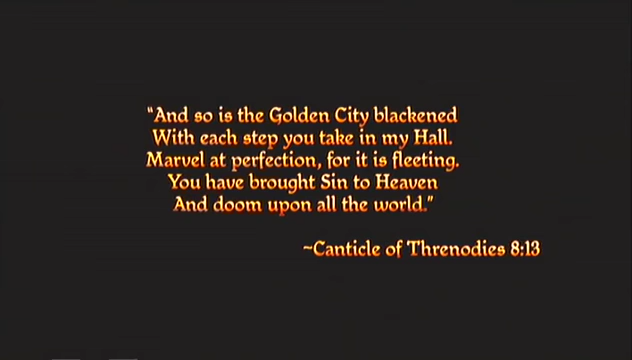 “And so is the Golden City blackened
With each step you take in my Hall.
Marvel at perfection, for it is fleeting.
You have brought Sin to Heaven
And doom upon all the world.”
~Canticle of Threnodies 8:13